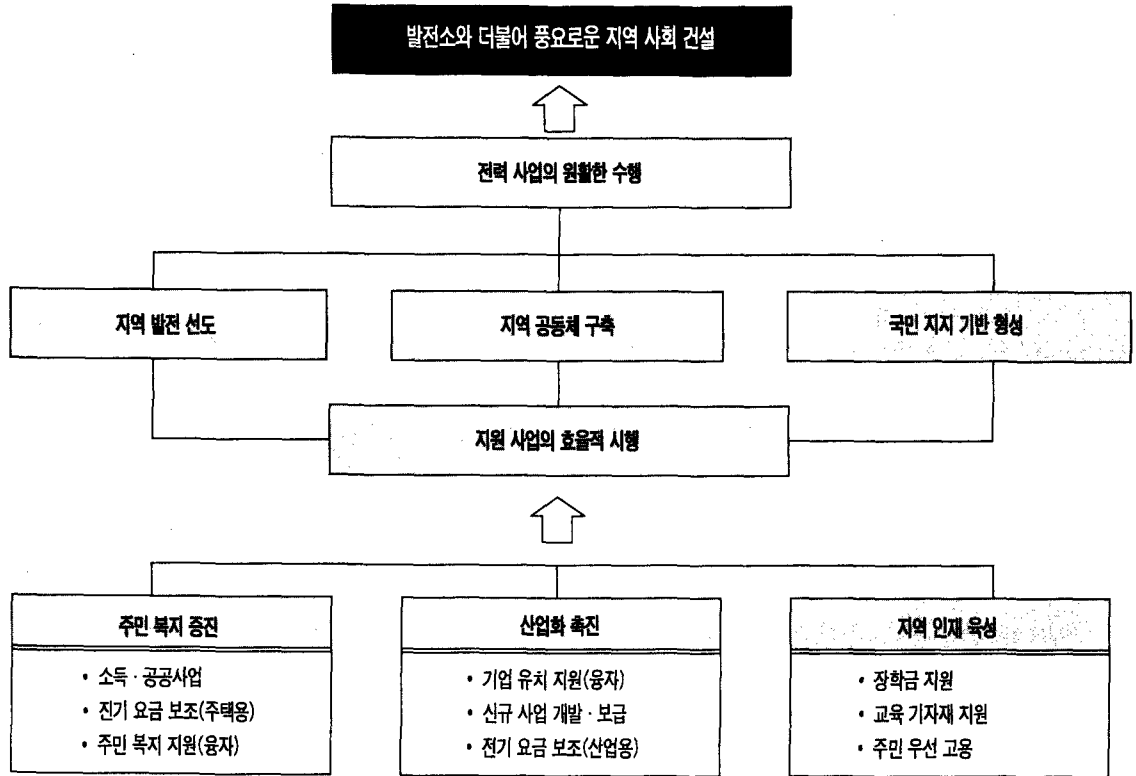 발전소와 더불어 풍요로운 지역 사회 건설
전력 사업의 원활한 수행
지역 발전 선도
지역 공동체 구축
국민 지지 기반 형성
지원 사업의 효율적 시행
주민 복지 증진
• 소득 · 공공사업
• 전기 요금 보조(주택용)
• 주민 복지 지원(융자)
산업화 촉진
• 기업 유치 지원(융자)
• 신규 사업 개발 · 보급
• 전기 요금 보조(산업용)
지역 인재 육성
• 장학금 지원
• 교육 기자재 지원
• 주민 우선 고용